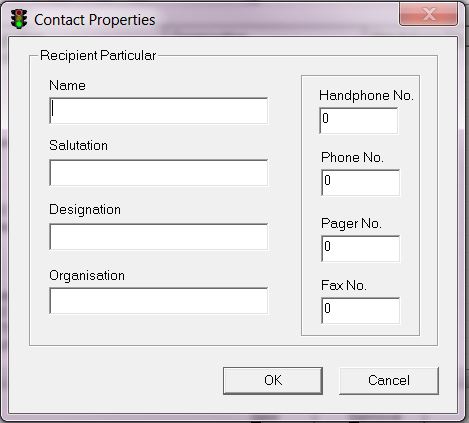 Contact Properties
Recipient Particular
Name
Salutation
Designation
Organisation
Handphone No.
0
Phone No.
0
Pager No.
0
Fax No.
0
OK
Cancel